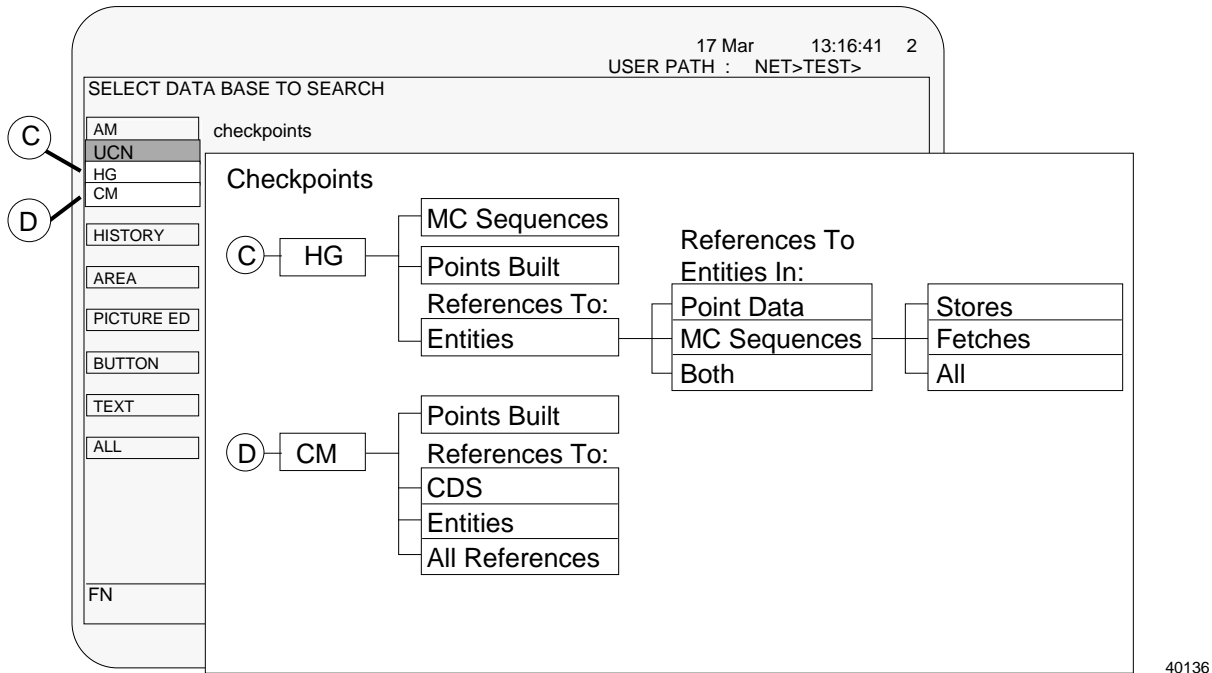 17 Mar 13:16:41 2
USER PATH : NET>TEST>
SELECT DATA BASE TO SEARCH
AM
checkpoints
UCN
HG
CM
HISTORY
AREA
PICTURE ED
BUTTON
TEXT
ALL
FN
C
D
Checkpoints
C
HG
MC Sequences
Points Built
References To:
Entities
References To
Entities In:
Point Data
MC Sequences
Both
Stores
Fetches
All
D
CM
Points Built
References To:
CDS
Entities
All References
40136